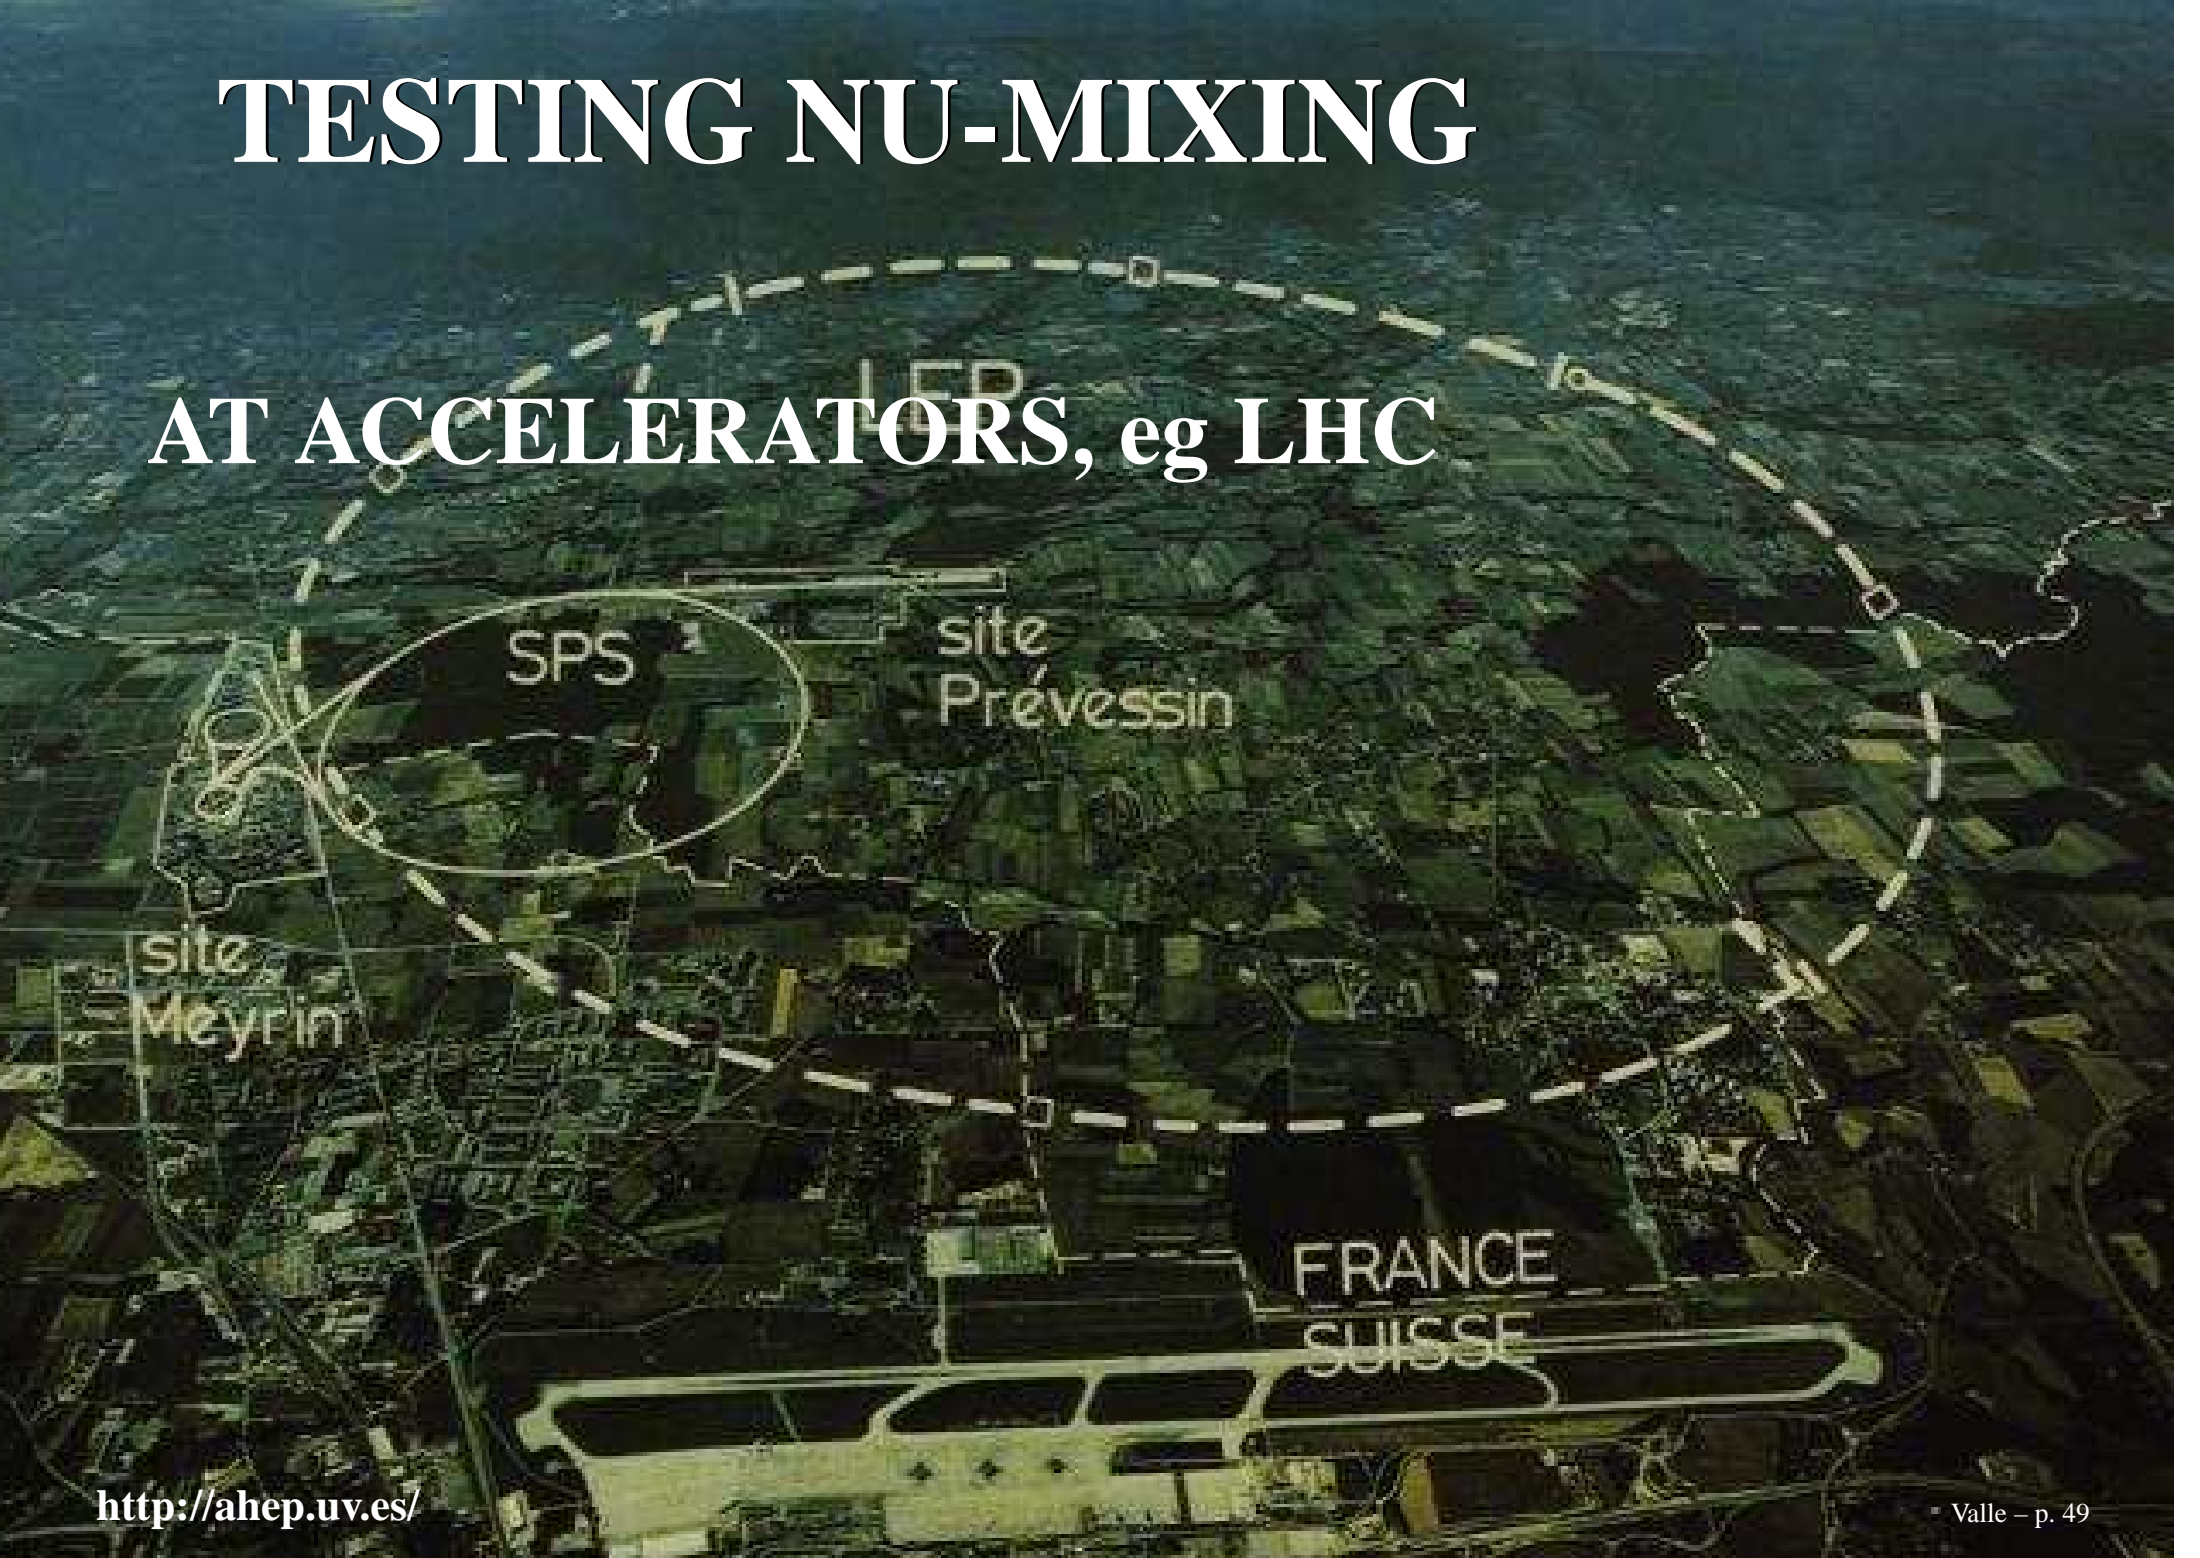 TESTING NU-MIXING
LEP
AT ACCELERATORS, eg LHC
SPS
site
Prévessin
site
Meyrin
FRANCE
SUISSE
http://ahep.uv.es/
Valle – p. 49